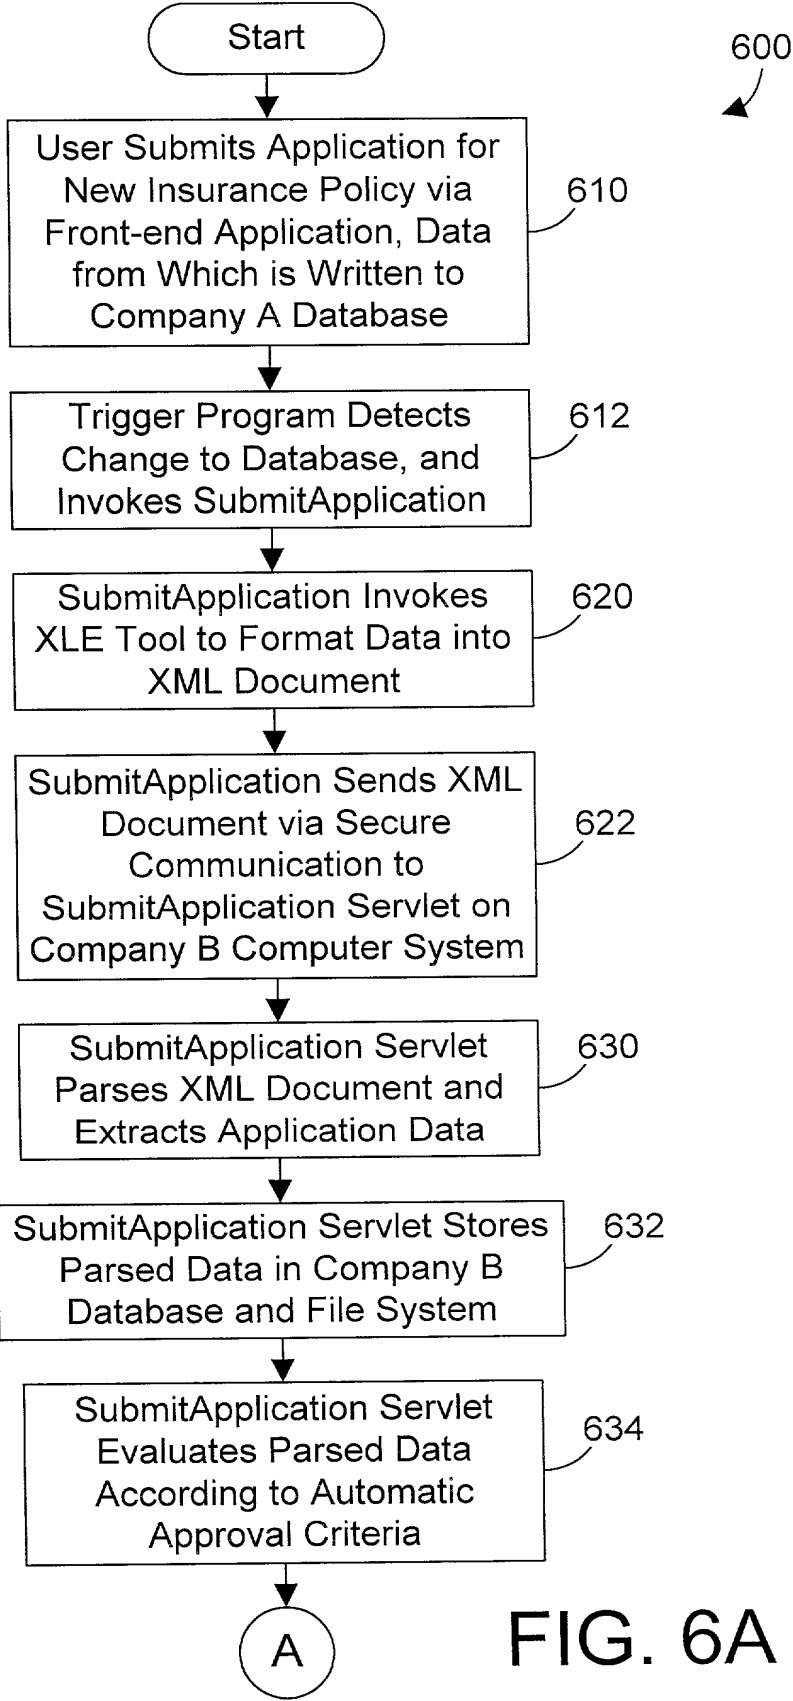 Start
600
User Submits Application for
New Insurance Policy via
Front-end Application, Data
from Which is Written to
Company A Database
610
Trigger Program Detects
Change to Database, and
Invokes SubmitApplication
612
SubmitApplication Invokes
XLE Tool to Format Data into
XML Document
620
SubmitApplication Sends XML
Document via Secure
Communication to
SubmitApplication Servlet on
Company B Computer System
622
SubmitApplication Servlet
Parses XML Document and
Extracts Application Data
630
SubmitApplication Servlet Stores
Parsed Data in Company B
Database and File System
632
SubmitApplication Servlet
Evaluates Parsed Data
According to Automatic
Approval Criteria
634
A
FIG. 6A